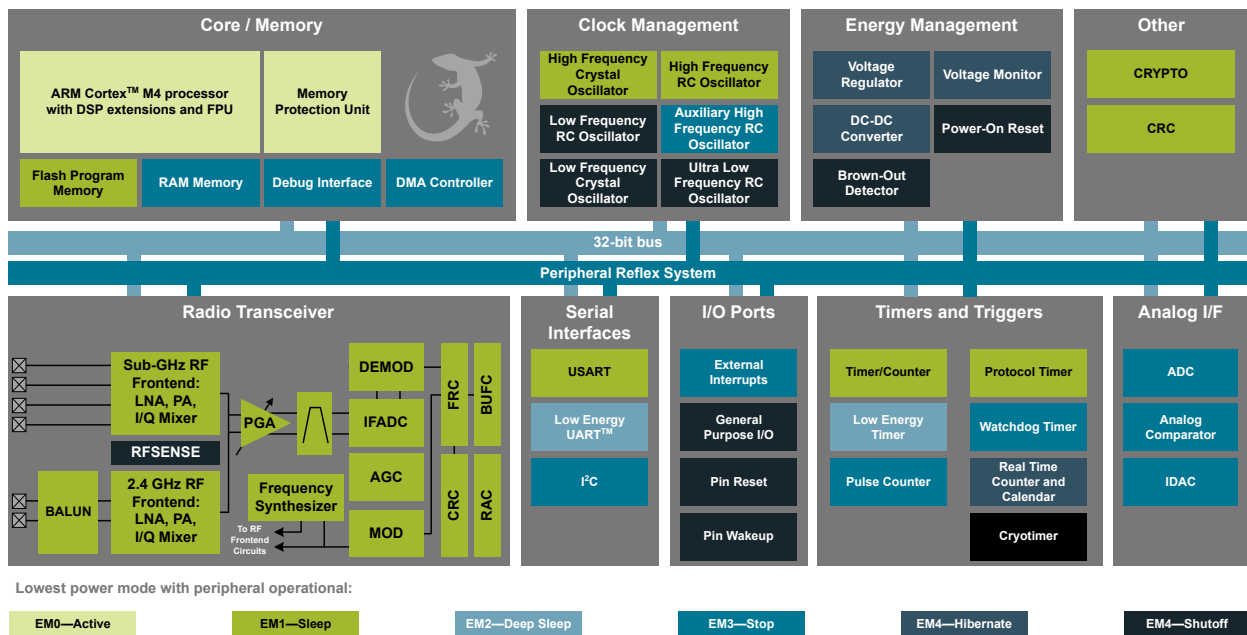 Core / Memory
ARM Cortex™ M4 processor
with DSP extensions and FPU
Memory
Protection Unit
Flash Program
Memory
RAM Memory
Debug Interface
DMA Controller
Clock Management
High Frequency
Crystal
Oscillator
High Frequency
RC Oscillator
Low Frequency
RC Oscillator
Auxiliary High
Frequency RC
Oscillator
Low Frequency
Crystal
Oscillator
Ultra Low
Frequency RC
Oscillator
Energy Management
Voltage
Regulator
Voltage Monitor
DC-DC
Converter
Power-On Reset
Brown-Out
Detector
Other
CRYPTO
CRC
32-bit bus
Peripheral Reflex System
Radio Transceiver
Sub-GHz RF
Frontend:
LNA, PA,
I/Q Mixer
RFSENSE
BALUN
2.4 GHz RF
Frontend:
LNA, PA,
I/Q Mixer
PGA
Frequency
Synthesizer
To RF
Frontend
Circuits
DEMOD
IFADC
AGC
MOD
FRC
BUFC
CRC
RAC
Serial
Interfaces
USART
Low Energy
UART™
I²C
I/O Ports
External
Interrupts
General
Purpose I/O
Pin Reset
Pin Wakeup
Timers and Triggers
Timer/Counter
Protocol Timer
Low Energy
Timer
Watchdog Timer
Pulse Counter
Real Time
Counter and
Calendar
Cryotimer
Analog I/F
ADC
Analog
Comparator
IDAC
Lowest power mode with peripheral operational:
EM0—Active
EM1—Sleep
EM2—Deep Sleep
EM3—Stop
EM4—Hibernate
EM4—Shutoff